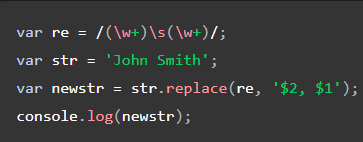 var re = /(\w+)\s(\w+)/;
var str = 'John Smith';
var newstr = str.replace(re, '$2, $1');
console.log(newstr);